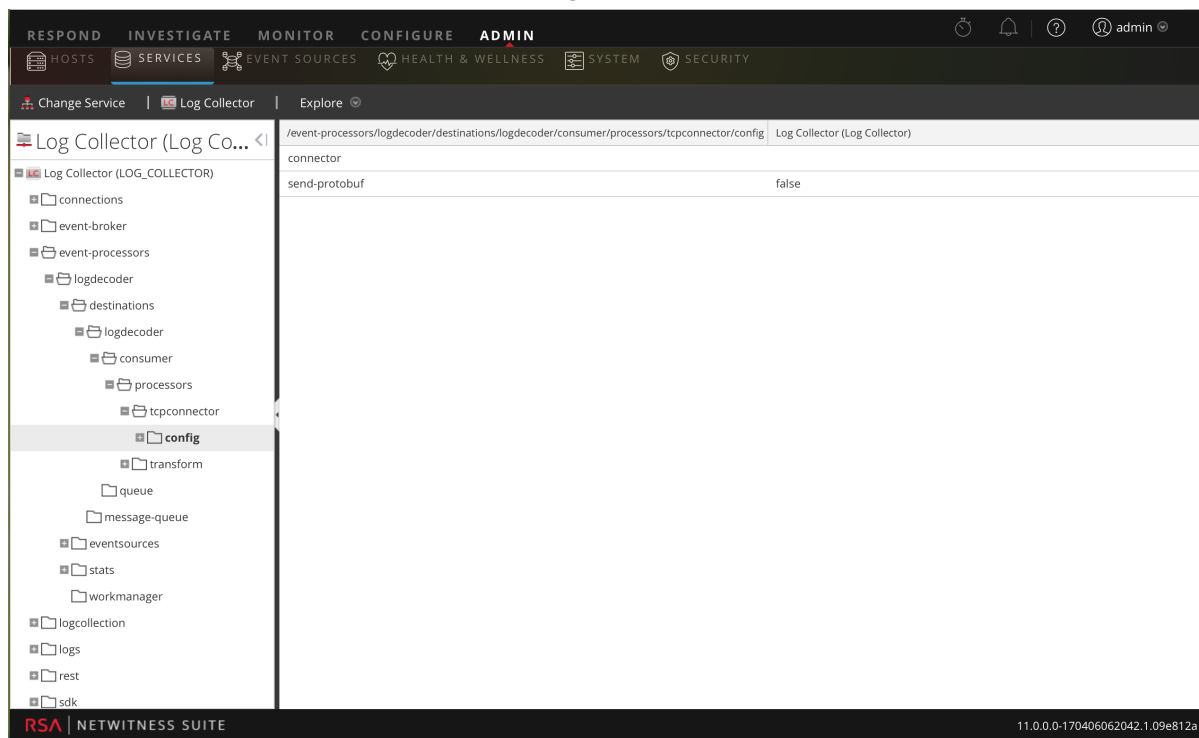 RESPOND INVESTIGATE MONITOR CONFIGURE ADMIN admin
HOSTS SERVICES EVENT SOURCES HEALTH & WELLNESS SYSTEM SECURITY
Change Service | LC Log Collector | Explore
Log Collector (Log Co...
/event-processors/logdecoder/destinations/logdecoder/consumer/processors/tcpconnector/config Log Collector (Log Collector)
connector
send-protobuf false
LC Log Collector (LOG_COLLECTOR)
connections
event-broker
event-processors
logdecoder
destinations
logdecoder
consumer
processors
tcpconnector
config
transform
queue
message-queue
eventsources
stats
workmanager
logcollection
logs
rest
sdk
RSA | NETWITNESS SUITE 11.0.0.0-170406062042.1.09e812a